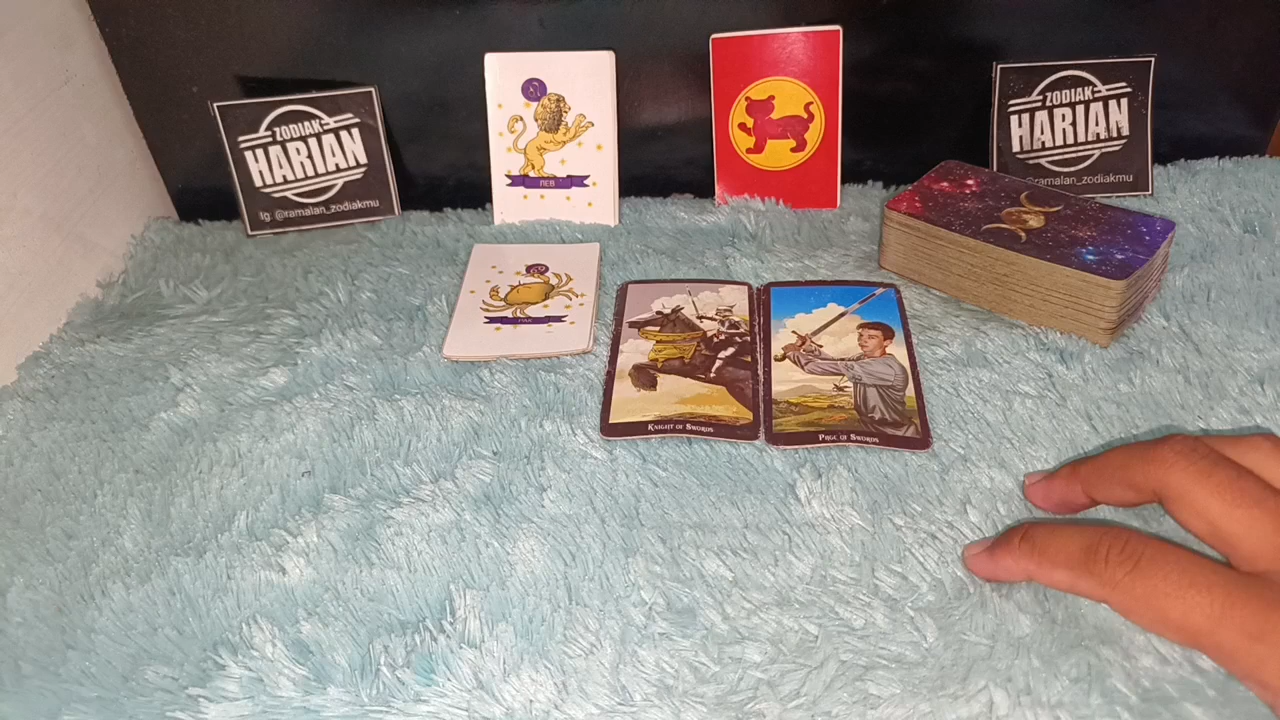 ZODIAK
HARIAN
Ig: @ramalan_zodiakmu
ЛЕВ
ZODIAK
HARIAN
@ramalan_zodiakmu
РАК
KNIGHT OF SWORDS
PAGE OF SWORDS